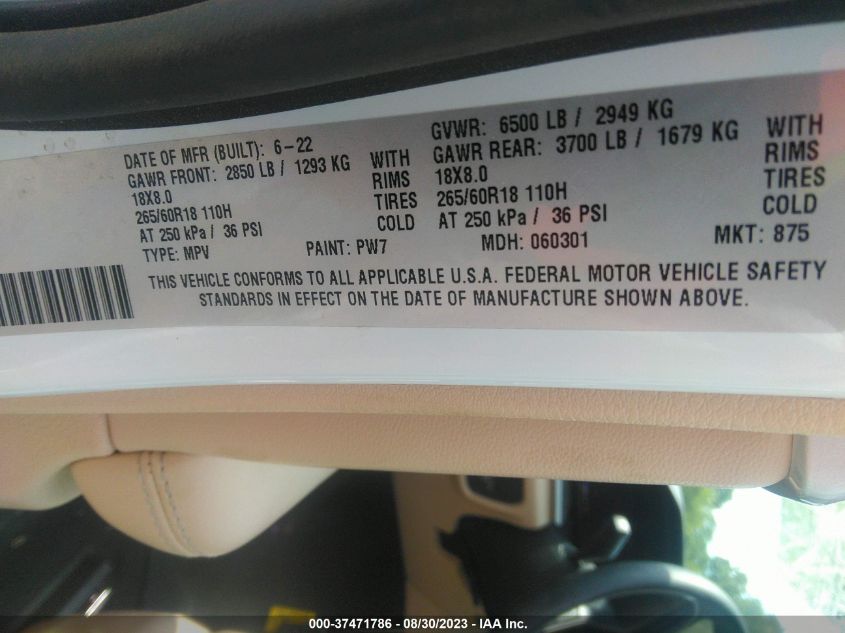 DATE OF MFR (BUILT): 6-22
GAWR FRONT: 2850 LB / 1293 KG WITH
18X8.0 RIMS
265/60R18 110H TIRES
AT 250 kPa / 36 PSI COLD
TYPE: MPV PAINT: PW7
GVWR: 6500 LB / 2949 KG
GAWR REAR: 3700 LB / 1679 KG WITH
18X8.0 RIMS
265/60R18 110H TIRES
AT 250 kPa / 36 PSI COLD
MDH: 060301 MKT: 875
THIS VEHICLE CONFORMS TO ALL APPLICABLE U.S.A. FEDERAL MOTOR VEHICLE SAFETY
STANDARDS IN EFFECT ON THE DATE OF MANUFACTURE SHOWN ABOVE.
000-37471786 - 08/30/2023 - IAA Inc.